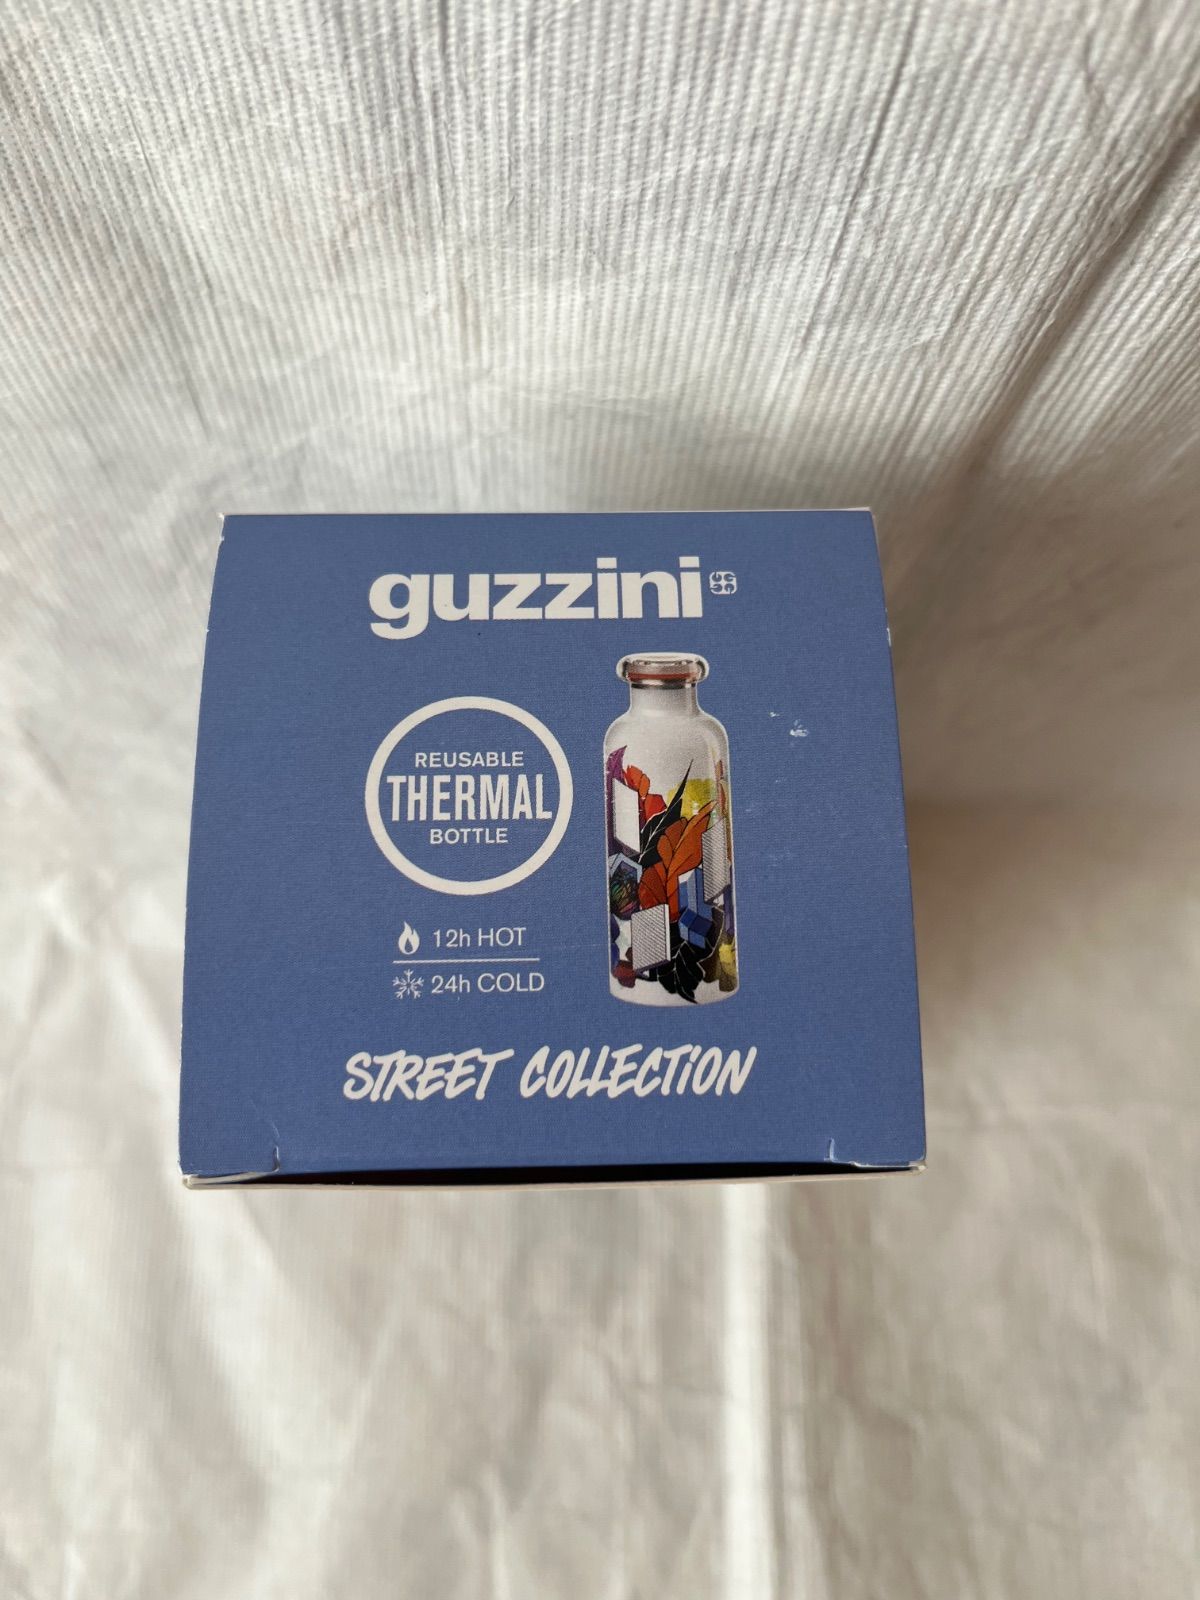 guzzini
REUSABLE
THERMAL
BOTTLE
12h HOT
24h COLD
STREET COLLECTION